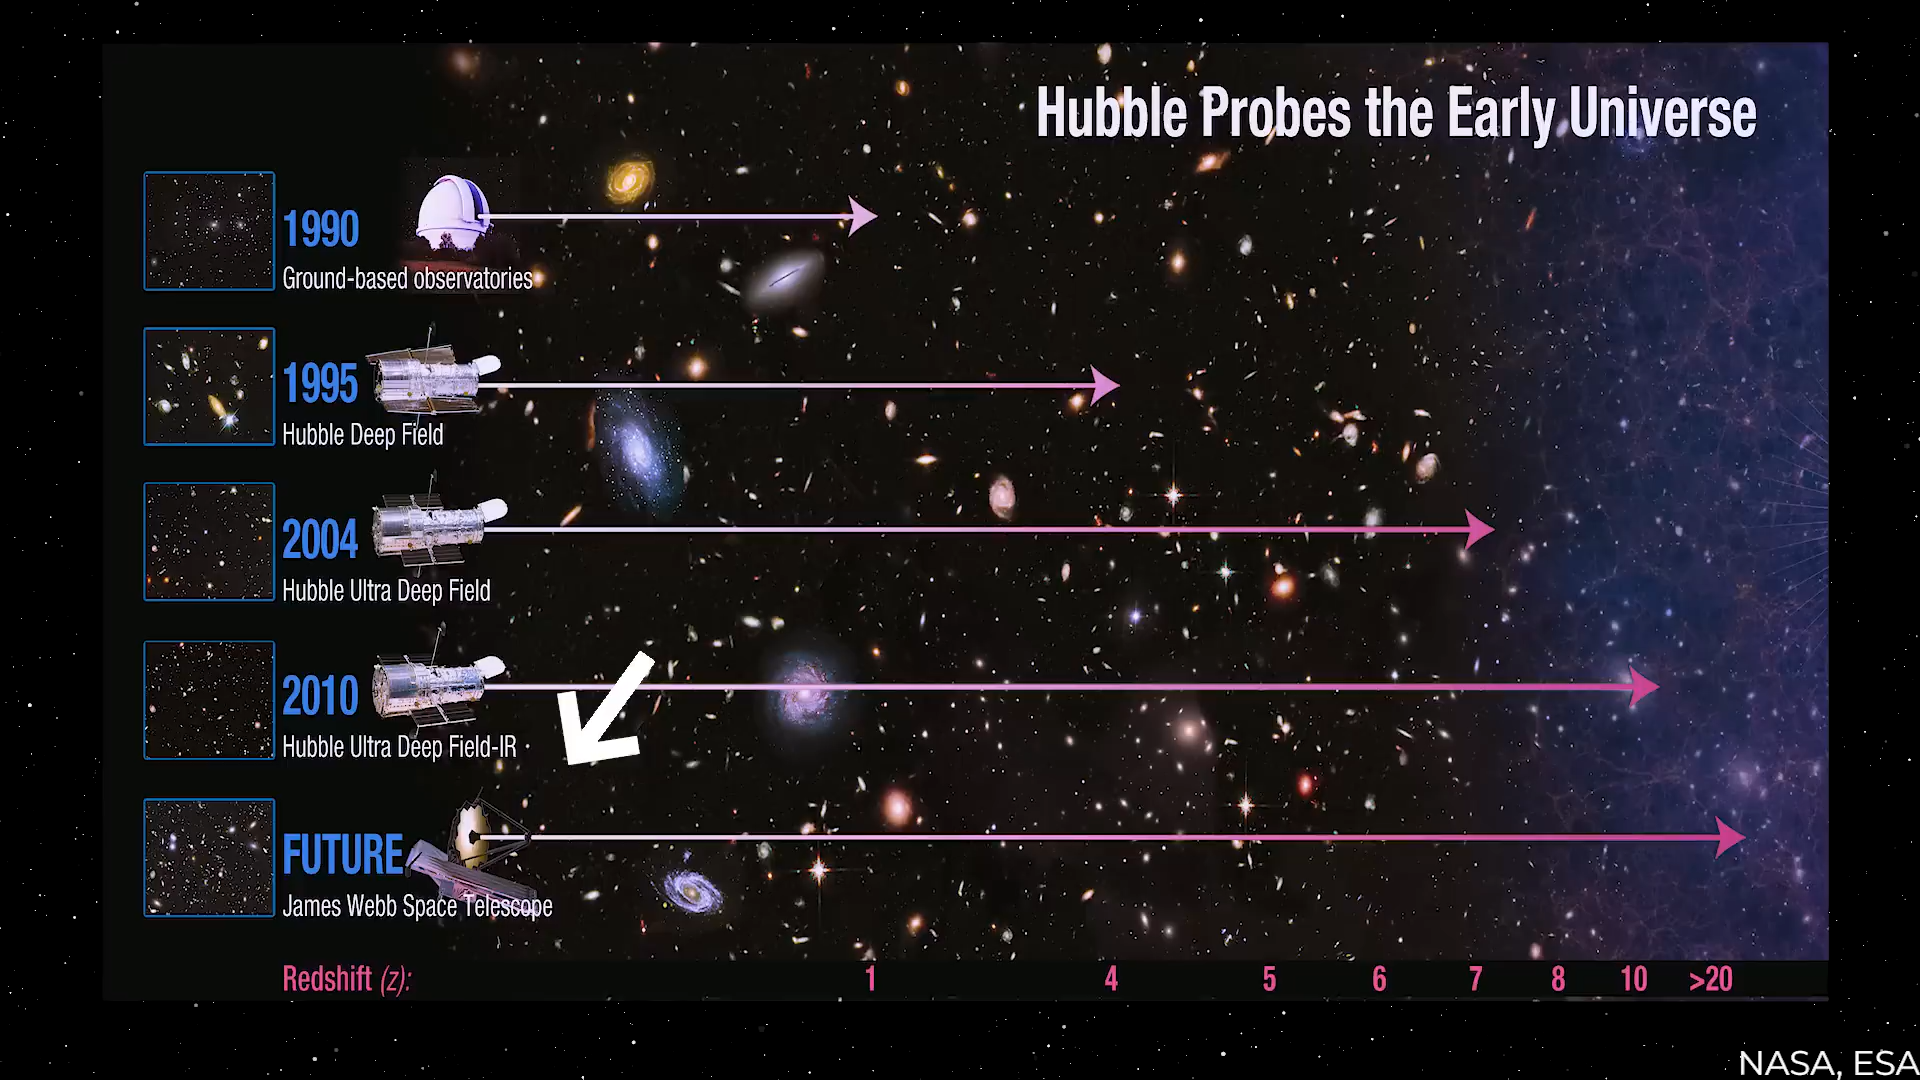 Hubble Probes the Early Universe
1990
Ground-based observatories
1995
Hubble Deep Field
2004
Hubble Ultra Deep Field
2010
Hubble Ultra Deep Field-IR
FUTURE
James Webb Space Telescope
Redshift (z): 1 4 5 6 7 8 10 >20
NASA, ESA